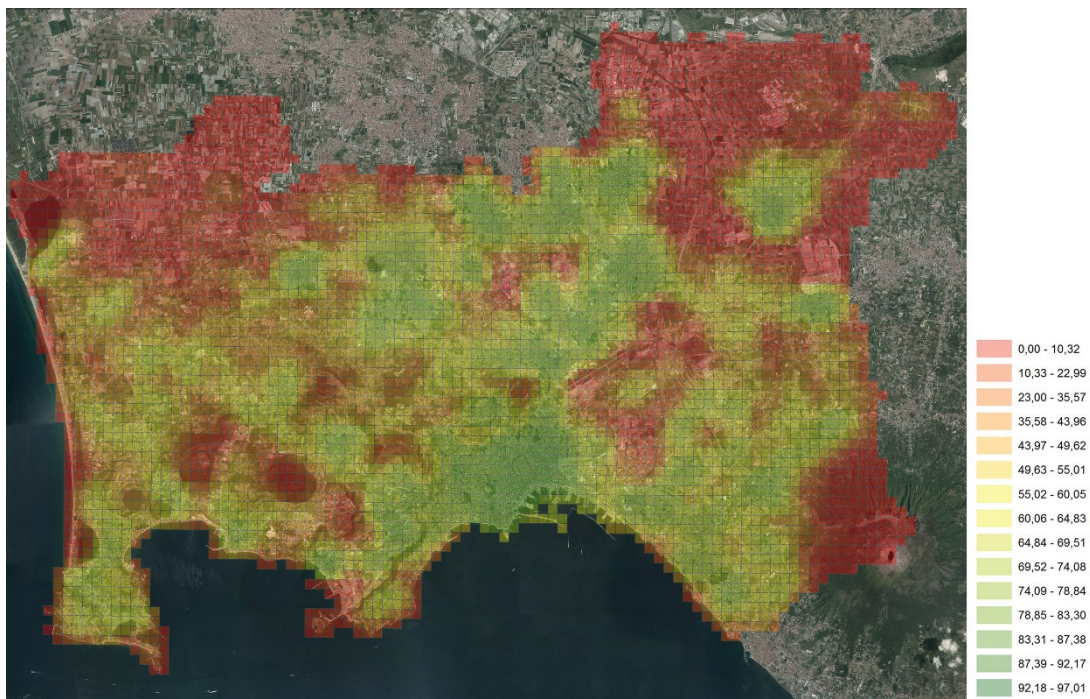 0,00 - 10,32
10,33 - 22,99
23,00 - 35,57
35,58 - 43,96
43,97 - 49,62
49,63 - 55,01
55,02 - 60,05
60,06 - 64,83
64,84 - 69,51
69,52 - 74,08
74,09 - 78,84
78,85 - 83,30
83,31 - 87,38
87,39 - 92,17
92,18 - 97,01